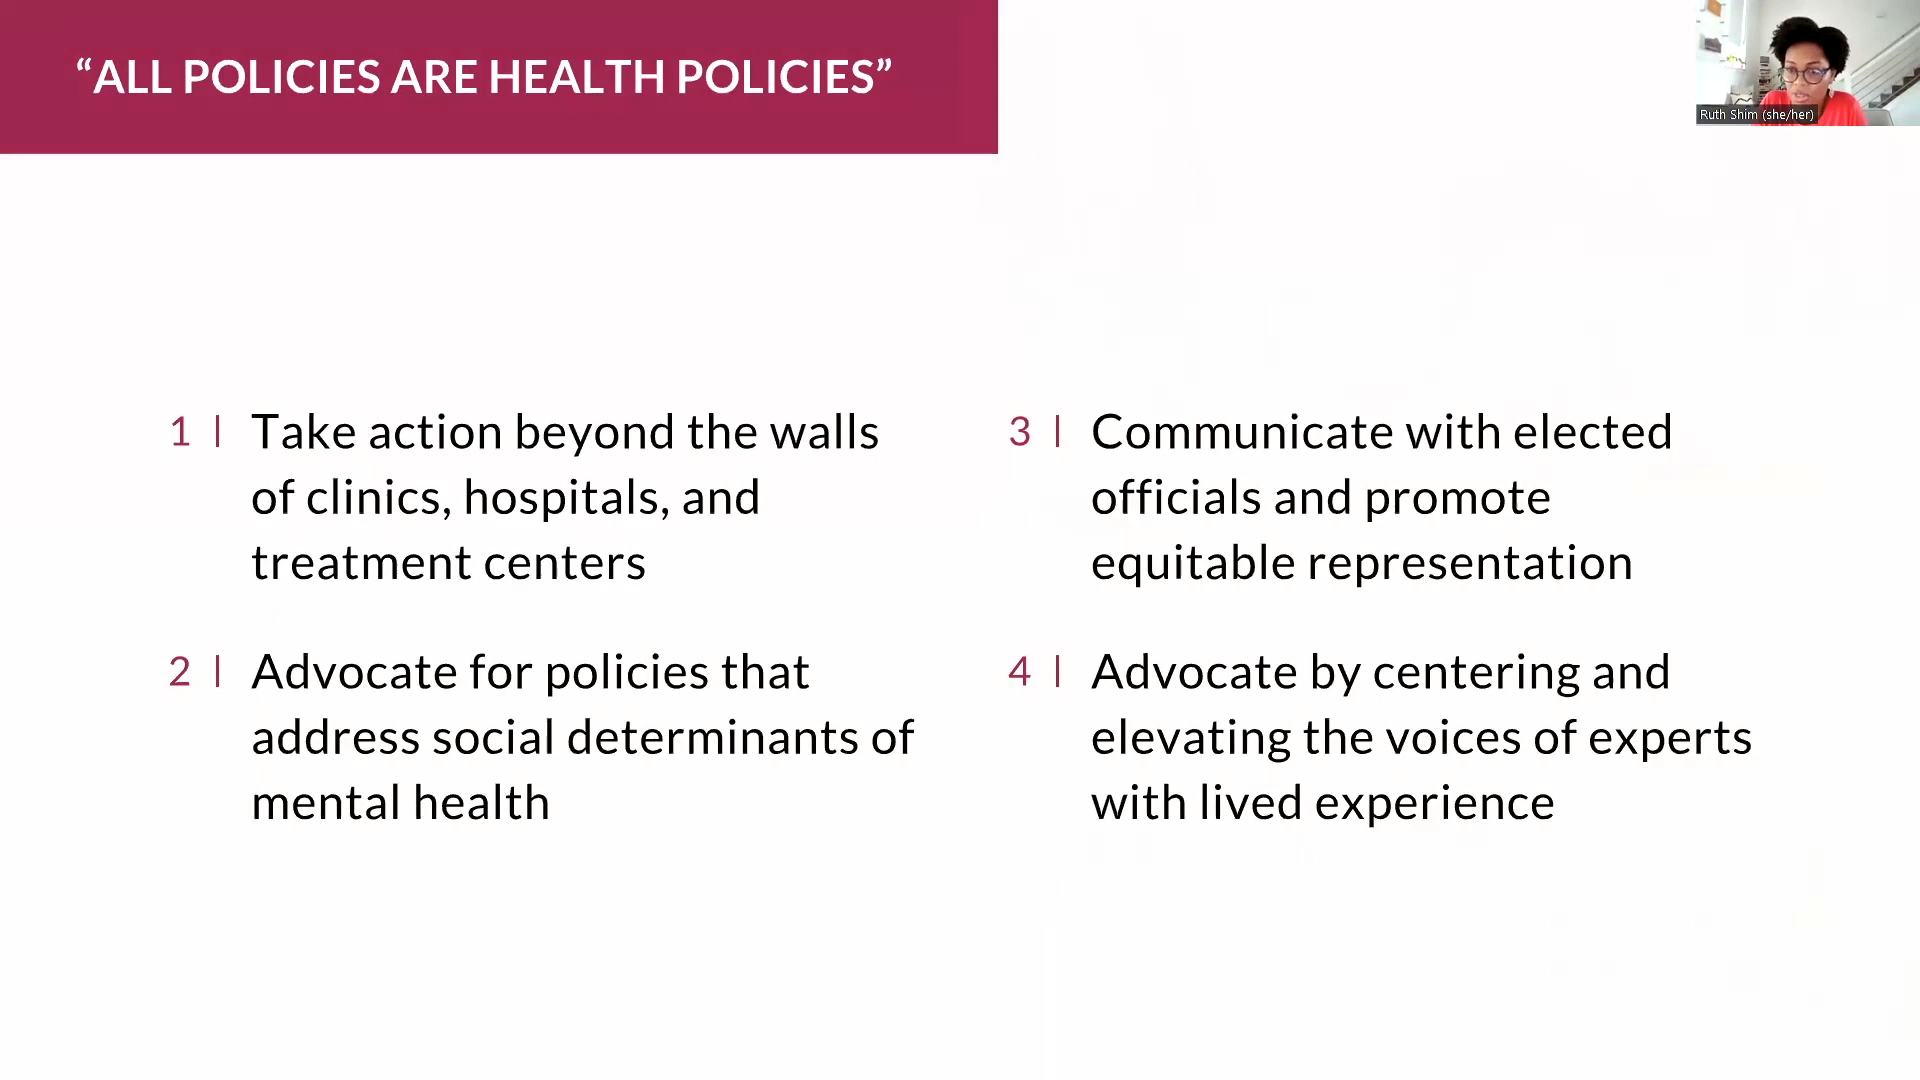 “ALL POLICIES ARE HEALTH POLICIES”
Ruth Shim (she/her)
1 | Take action beyond the walls
of clinics, hospitals, and
treatment centers
2 | Advocate for policies that
address social determinants of
mental health
3 | Communicate with elected
officials and promote
equitable representation
4 | Advocate by centering and
elevating the voices of experts
with lived experience